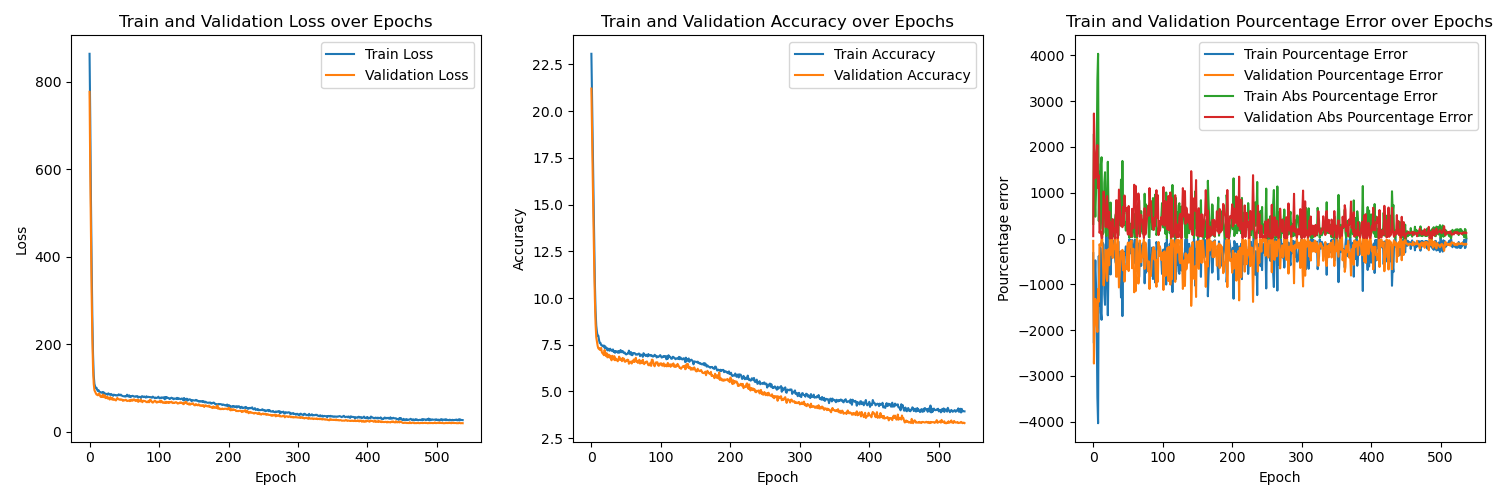 Train and Validation Loss over Epochs
Train Loss
Validation Loss
800
600
400
200
0
Loss
0 100 200 300 400 500
Epoch
Train and Validation Accuracy over Epochs
Train Accuracy
Validation Accuracy
22.5
20.0
17.5
15.0
12.5
10.0
7.5
5.0
2.5
Accuracy
0 100 200 300 400 500
Epoch
Train and Validation Pourcentage Error over Epochs
Train Pourcentage Error
Validation Pourcentage Error
Train Abs Pourcentage Error
Validation Abs Pourcentage Error
4000
3000
2000
1000
0
−1000
−2000
−3000
−4000
Pourcentage error
0 100 200 300 400 500
Epoch